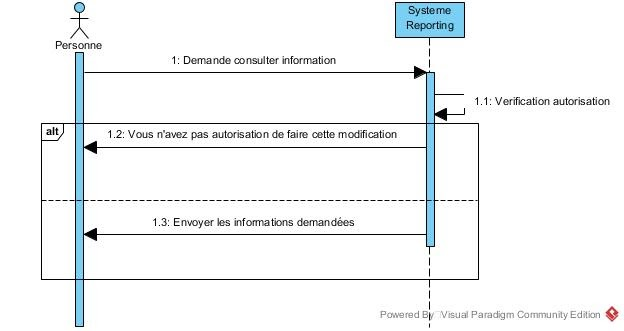 Systeme
Reporting
Personne
1: Demande consulter information
1.1: Verification autorisation
alt
1.2: Vous n'avez pas autorisation de faire cette modification
1.3: Envoyer les informations demandées
Powered By Visual Paradigm Community Edition